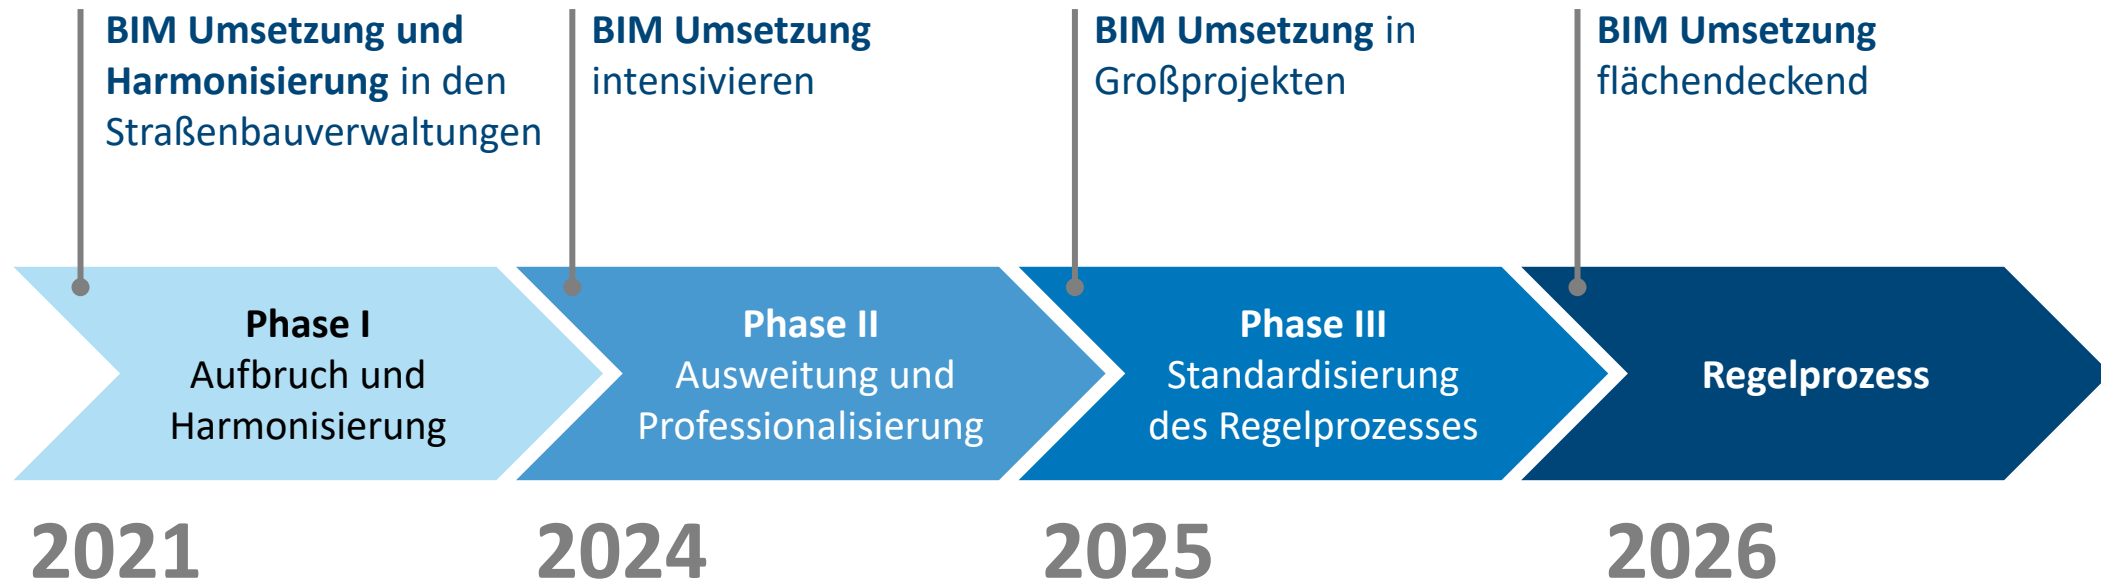 BIM Umsetzung und
Harmonisierung in den
Straßenbauverwaltungen
BIM Umsetzung
intensivieren
BIM Umsetzung in
Großprojekten
BIM Umsetzung
flächendeckend
Phase I
Aufbruch und
Harmonisierung
Phase II
Ausweitung und
Professionalisierung
Phase III
Standardisierung
des Regelprozesses
Regelprozess
2021
2024
2025
2026